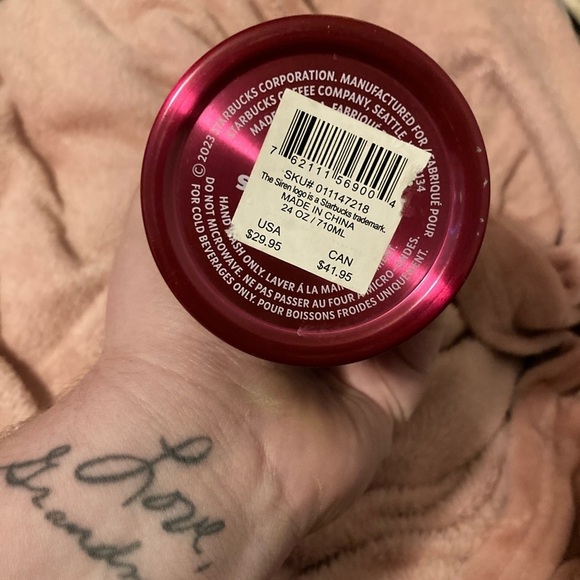 © 2023 STARBUCKS CORPORATION. MANUFACTURED FOR
STARBUCKS COFFEE COMPANY, SEATTLE
FABRIQUÉ POUR
134
MADE
FABRIQUÉ
7 62111 56900 4
SKU# 011147218
The Siren logo is a Starbucks trademark.
MADE IN CHINA
24 OZ / 710ML
USA CAN
$29.95 $41.95
HAND WASH ONLY. LAVER À LA MAIN
DO NOT MICROWAVE. NE PAS PASSER AU FOUR À MICRO-ONDES.
FOR COLD BEVERAGES ONLY. POUR BOISSONS FROIDES UNIQUEMENT.
Love,